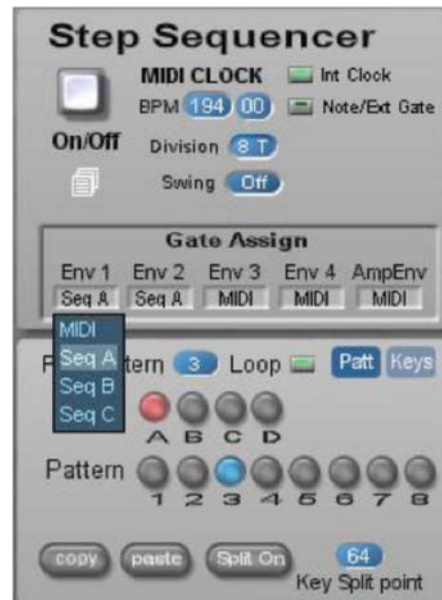 Step Sequencer
MIDI CLOCK Int Clock
BPM 194 00 Note/Ext Gate
On/Off Division 8 T
Swing Off
Gate Assign
Env 1 Env 2 Env 3 Env 4 AmpEnv
Seq A Seq A MIDI MIDI MIDI
MIDI
Seq A
Seq B
Seq C
3 Loop Patt Keys
A B C D
Pattern
1 2 3 4 5 6 7 8
copy paste Split On 64
Key Split point